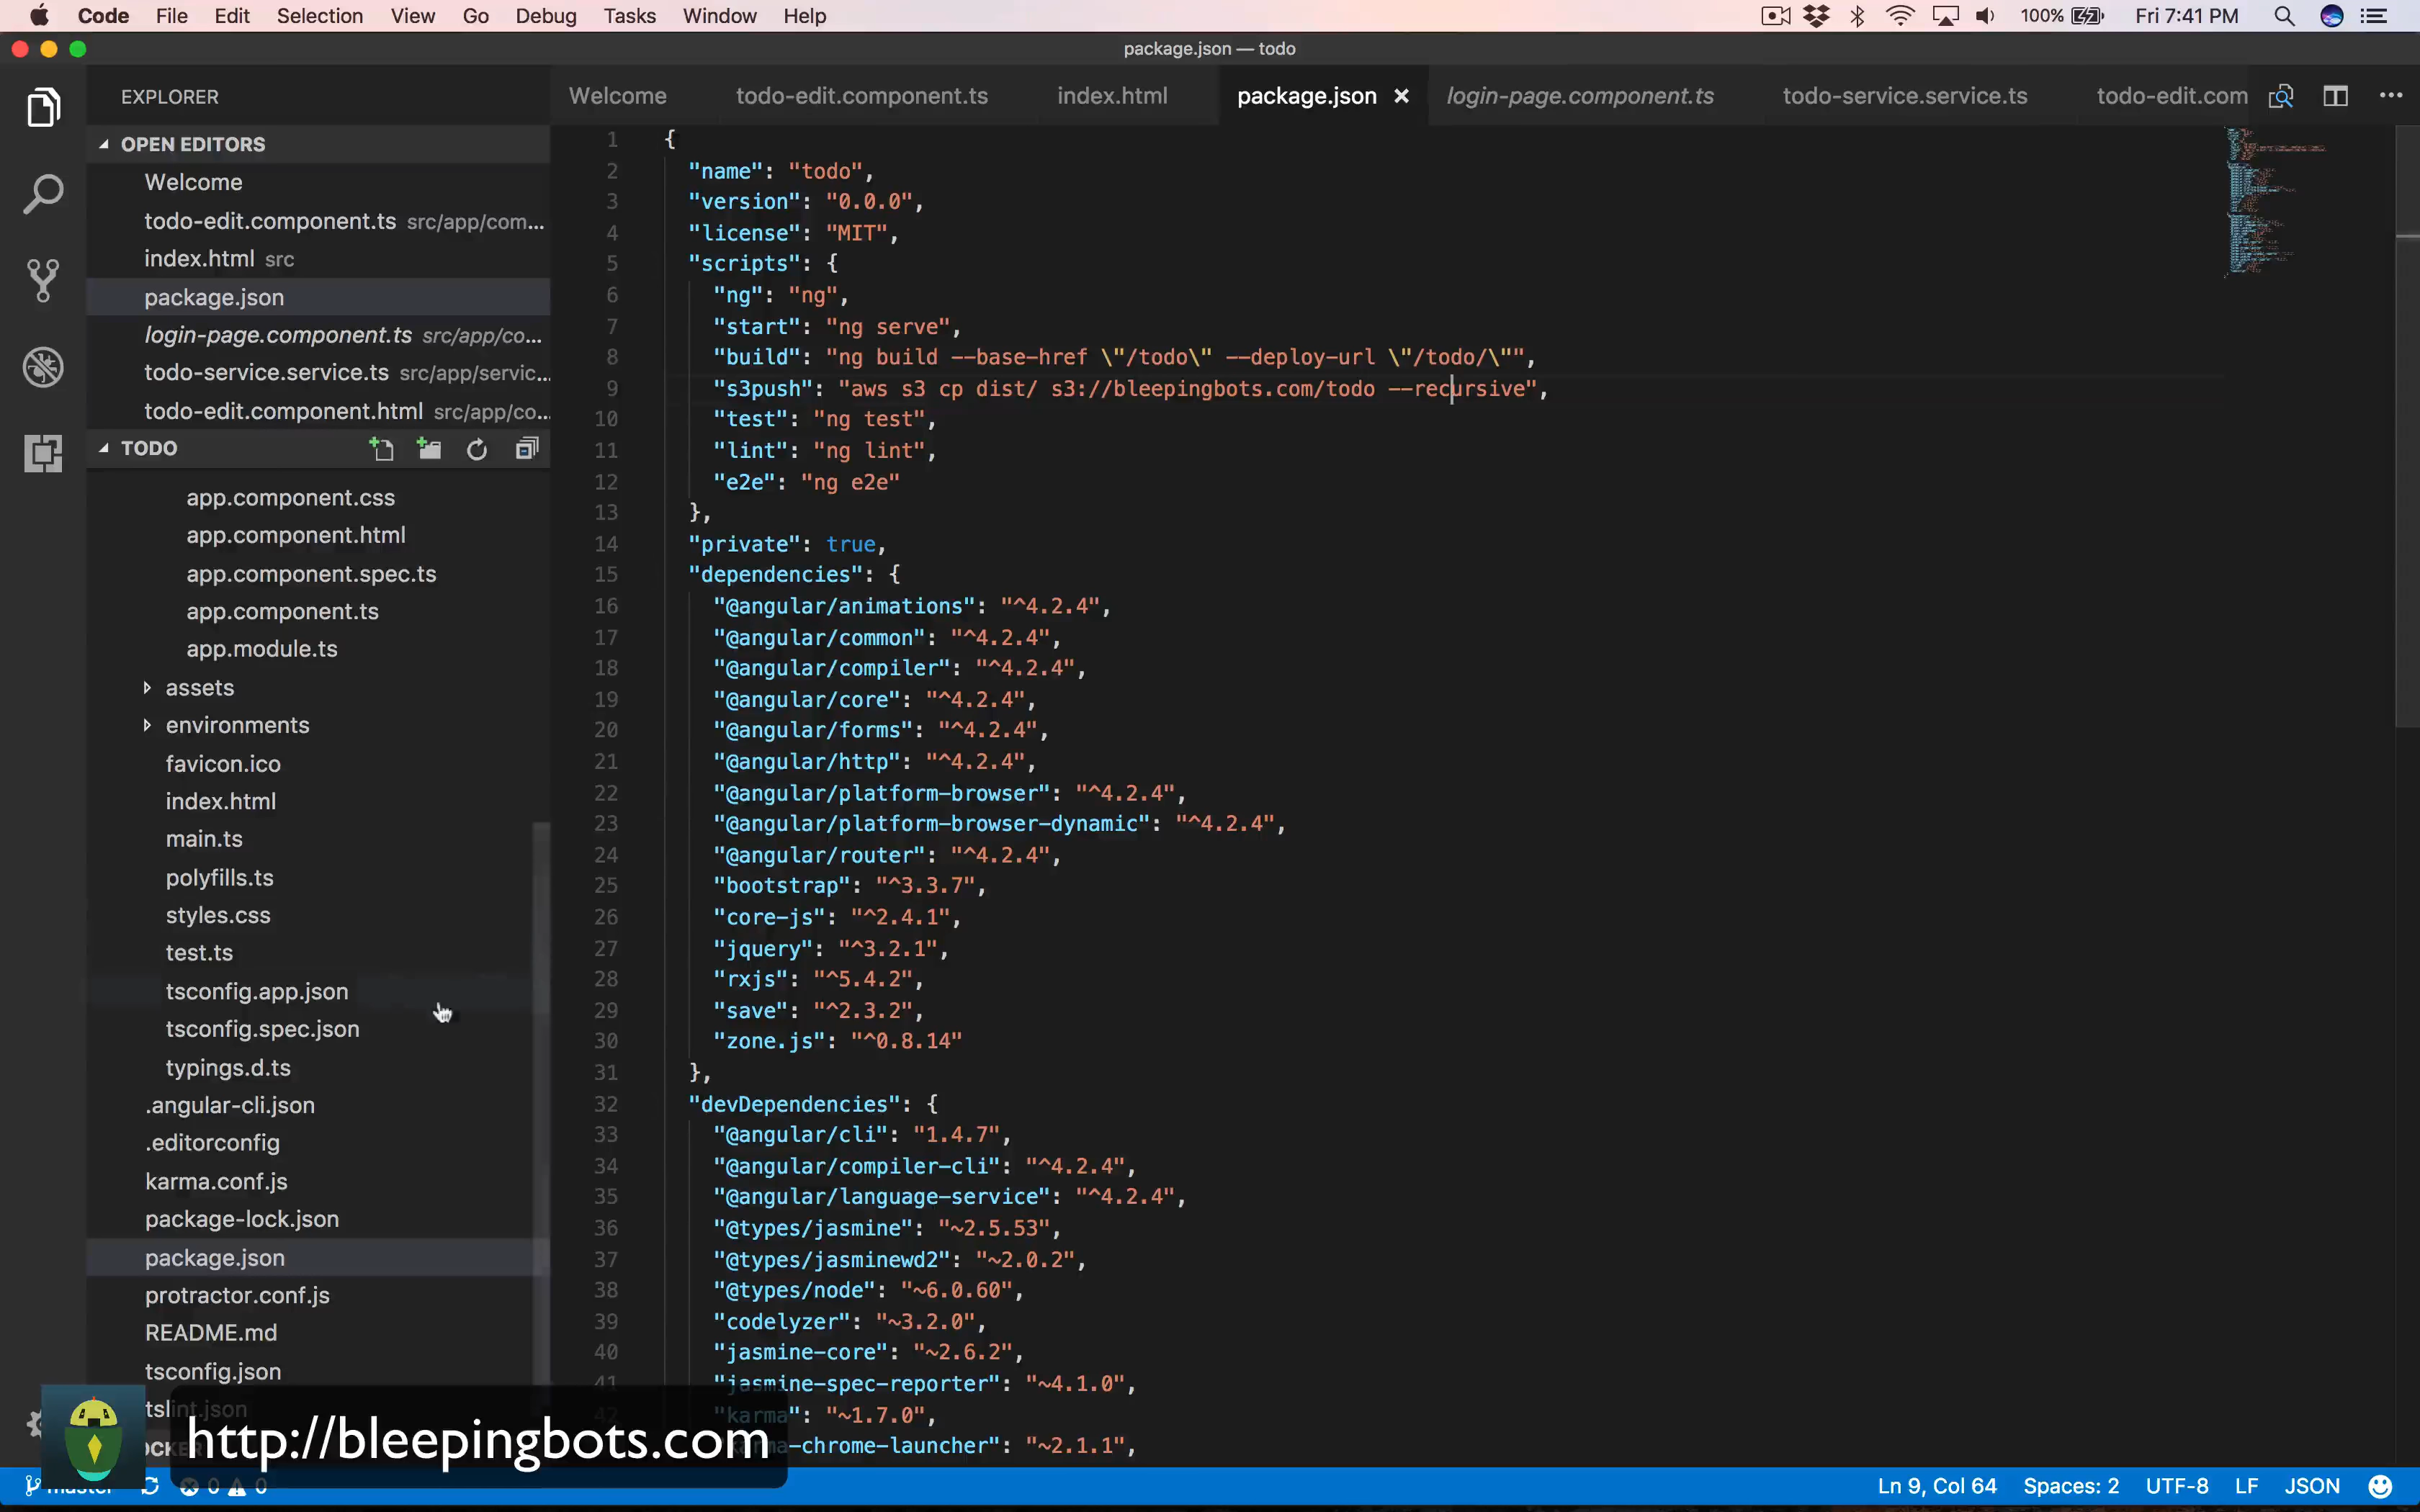 Code File Edit Selection View Go Debug Tasks Window Help 100% Fri 7:41 PM
package.json — todo
EXPLORER
OPEN EDITORS
Welcome
todo-edit.component.ts src/app/com...
index.html src
package.json
login-page.component.ts src/app/co...
todo-service.service.ts src/app/servic...
todo-edit.component.html src/app/co...
TODO
app.component.css
app.component.html
app.component.spec.ts
app.component.ts
app.module.ts
assets
environments
favicon.ico
index.html
main.ts
polyfills.ts
styles.css
test.ts
tsconfig.app.json
tsconfig.spec.json
typings.d.ts
.angular-cli.json
.editorconfig
karma.conf.js
package-lock.json
package.json
protractor.conf.js
README.md
tsconfig.json
tslint.json
Welcome todo-edit.component.ts index.html package.json × login-page.component.ts todo-service.service.ts todo-edit.com ...
1 {
2 "name": "todo",
3 "version": "0.0.0",
4 "license": "MIT",
5 "scripts": {
6 "ng": "ng",
7 "start": "ng serve",
8 "build": "ng build --base-href \"/todo\" --deploy-url \"/todo/\"",
9 "s3push": "aws s3 cp dist/ s3://bleepingbots.com/todo --recursive",
10 "test": "ng test",
11 "lint": "ng lint",
12 "e2e": "ng e2e"
13 },
14 "private": true,
15 "dependencies": {
16 "@angular/animations": "^4.2.4",
17 "@angular/common": "^4.2.4",
18 "@angular/compiler": "^4.2.4",
19 "@angular/core": "^4.2.4",
20 "@angular/forms": "^4.2.4",
21 "@angular/http": "^4.2.4",
22 "@angular/platform-browser": "^4.2.4",
23 "@angular/platform-browser-dynamic": "^4.2.4",
24 "@angular/router": "^4.2.4",
25 "bootstrap": "^3.3.7",
26 "core-js": "^2.4.1",
27 "jquery": "^3.2.1",
28 "rxjs": "^5.4.2",
29 "save": "^2.3.2",
30 "zone.js": "^0.8.14"
31 },
32 "devDependencies": {
33 "@angular/cli": "1.4.7",
34 "@angular/compiler-cli": "^4.2.4",
35 "@angular/language-service": "^4.2.4",
36 "@types/jasmine": "~2.5.53",
37 "@types/jasminewd2": "~2.0.2",
38 "@types/node": "~6.0.60",
39 "codelyzer": "~3.2.0",
40 "jasmine-core": "~2.6.2",
41 "jasmine-spec-reporter": "~4.1.0",
42 "karma": "~1.7.0",
-chrome-launcher": "~2.1.1",
http://bleepingbots.com
master 0 0 Ln 9, Col 64 Spaces: 2 UTF-8 LF JSON